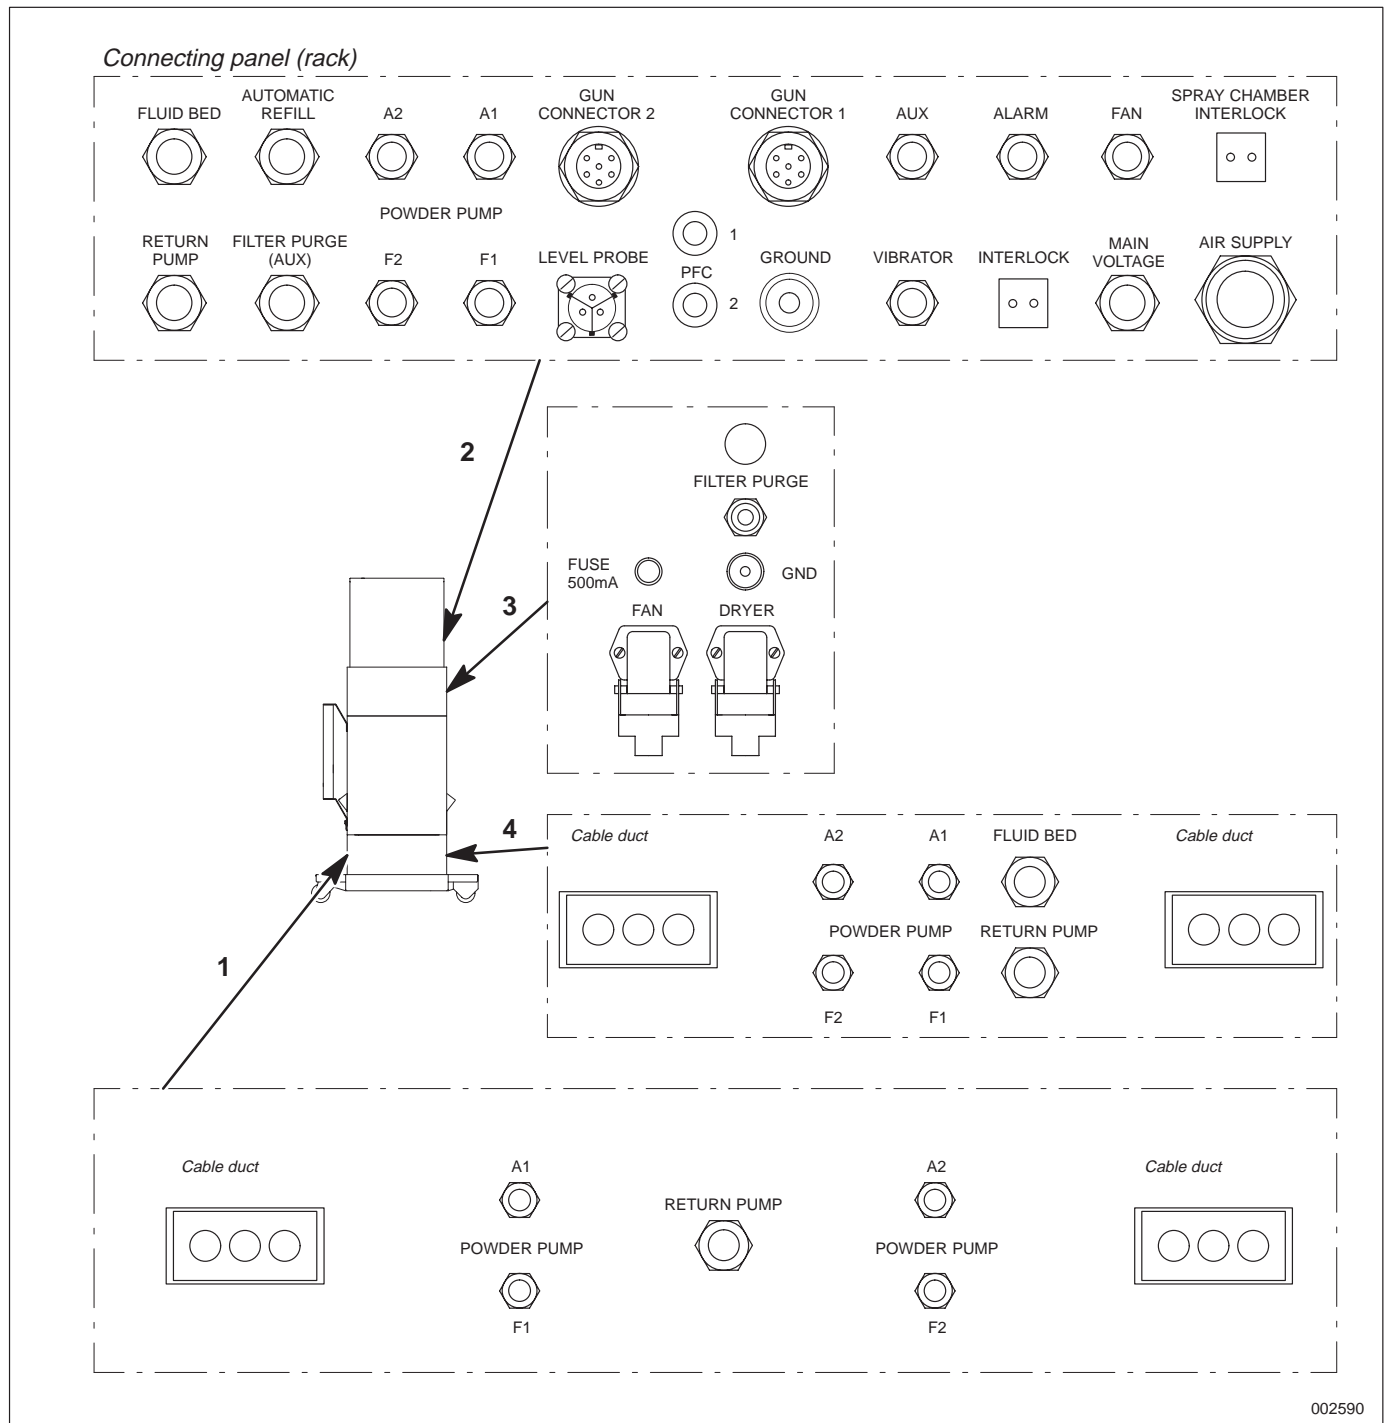 Connecting panel (rack)
FLUID BED
AUTOMATIC
REFILL
A2
A1
GUN
CONNECTOR 2
GUN
CONNECTOR 1
AUX
ALARM
FAN
SPRAY CHAMBER
INTERLOCK
POWDER PUMP
RETURN
PUMP
FILTER PURGE
(AUX)
F2
F1
LEVEL PROBE
1
PFC
2
GROUND
VIBRATOR
INTERLOCK
MAIN
VOLTAGE
AIR SUPPLY
2
FILTER PURGE
FUSE
500mA
GND
3
FAN
DRYER
4
Cable duct
A2
A1
FLUID BED
Cable duct
POWDER PUMP
RETURN PUMP
F2
F1
1
Cable duct
A1
RETURN PUMP
A2
Cable duct
POWDER PUMP
POWDER PUMP
F1
F2
002590